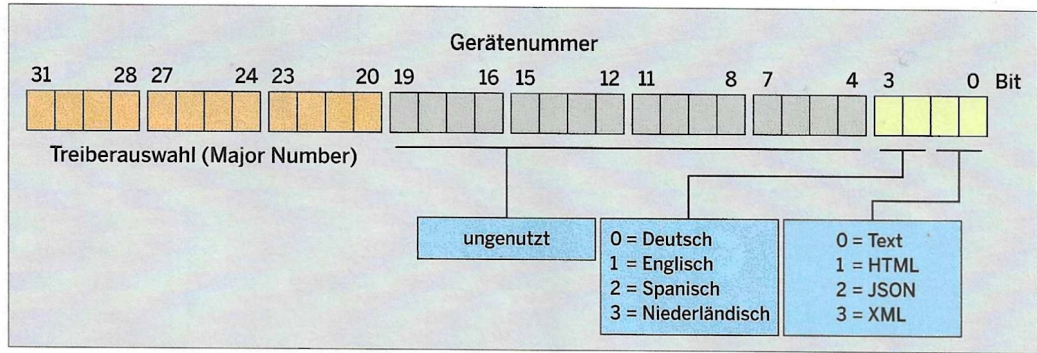 Gerätenummer
31 28 27 24 23 20 19 16 15 12 11 8 7 4 3 0 Bit
Treiberauswahl (Major Number)
ungenutzt
0 = Deutsch
1 = Englisch
2 = Spanisch
3 = Niederländisch
0 = Text
1 = HTML
2 = JSON
3 = XML